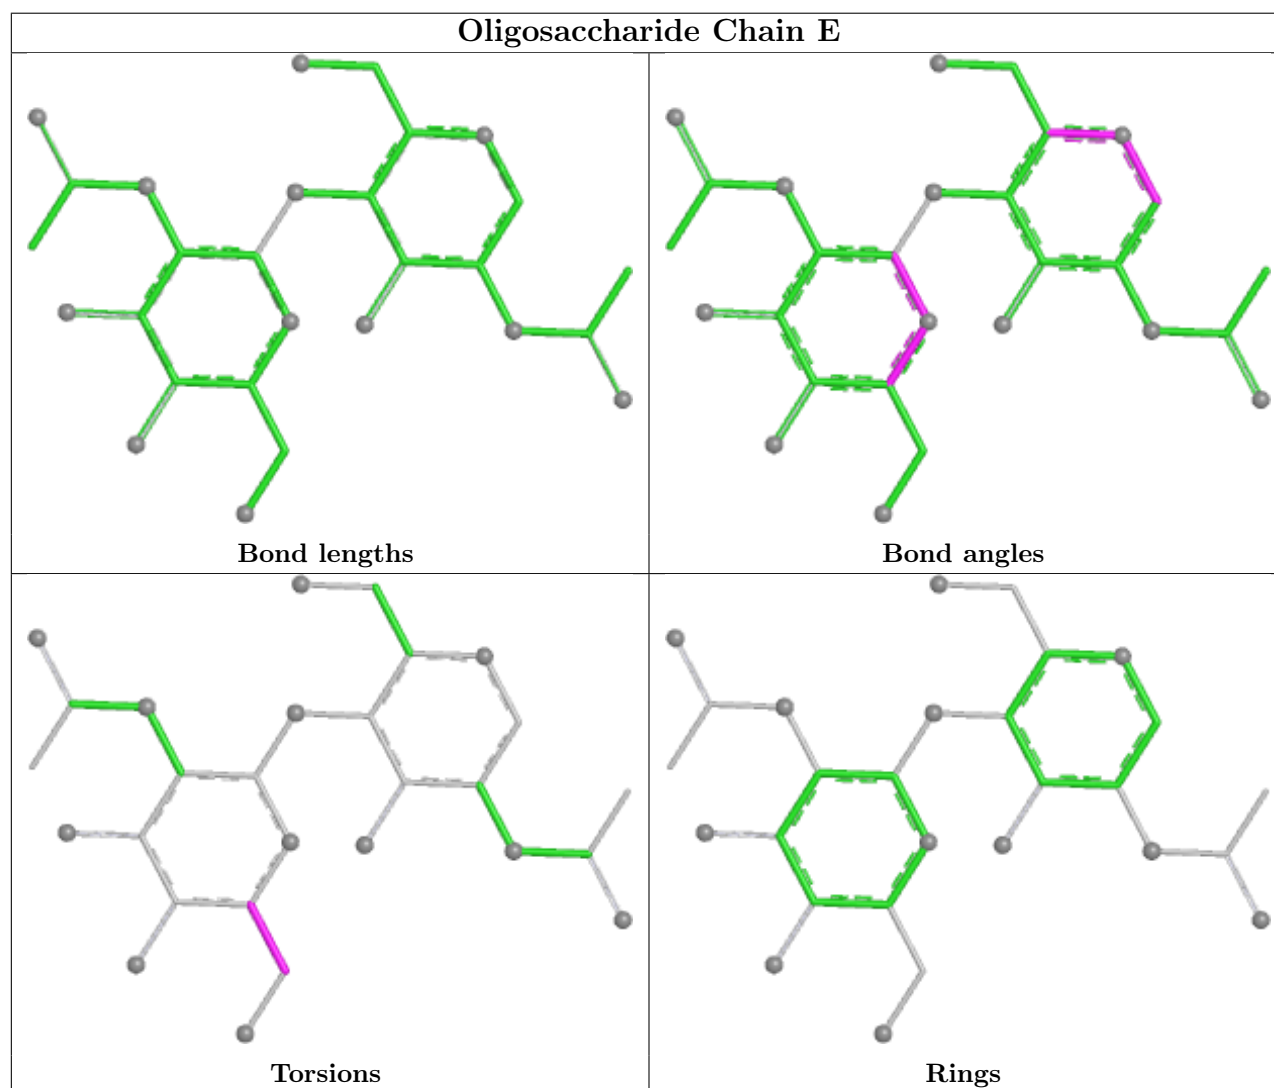 Oligosaccharide Chain E
Bond lengths
Bond angles
Torsions
Rings